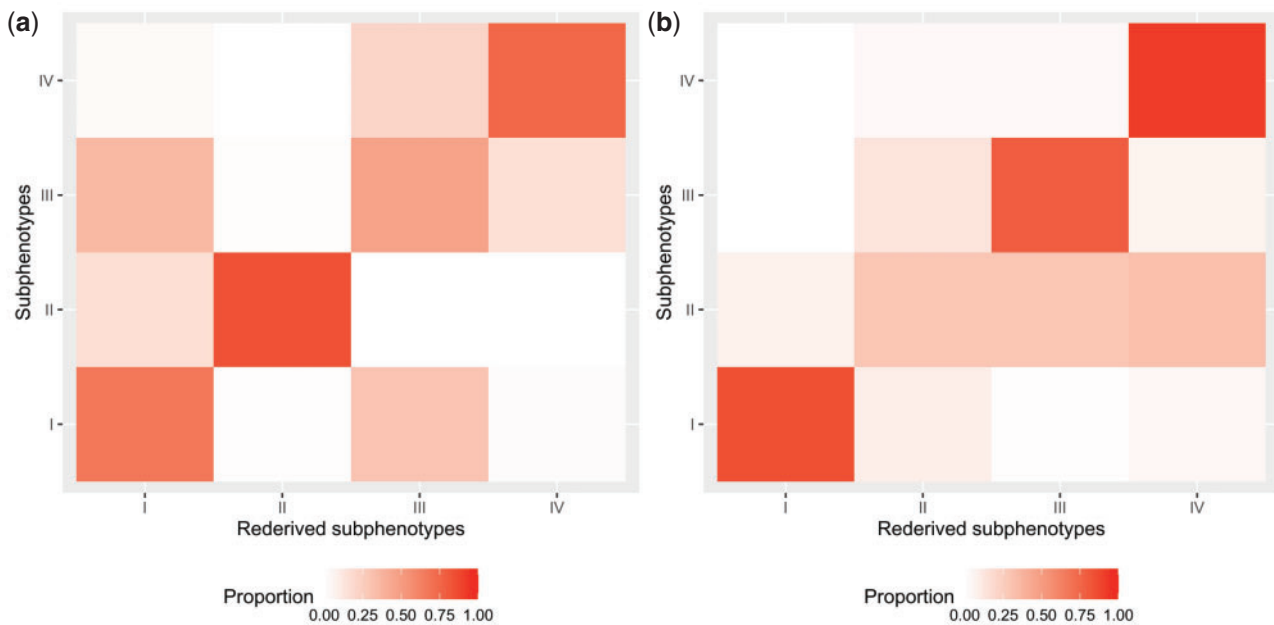 (a)
IV
III
II
I
Subphenotypes
I II III IV
Rederived subphenotypes
Proportion
0.00 0.25 0.50 0.75 1.00
(b)
IV
III
II
I
Subphenotypes
I II III IV
Rederived subphenotypes
Proportion
0.00 0.25 0.50 0.75 1.00